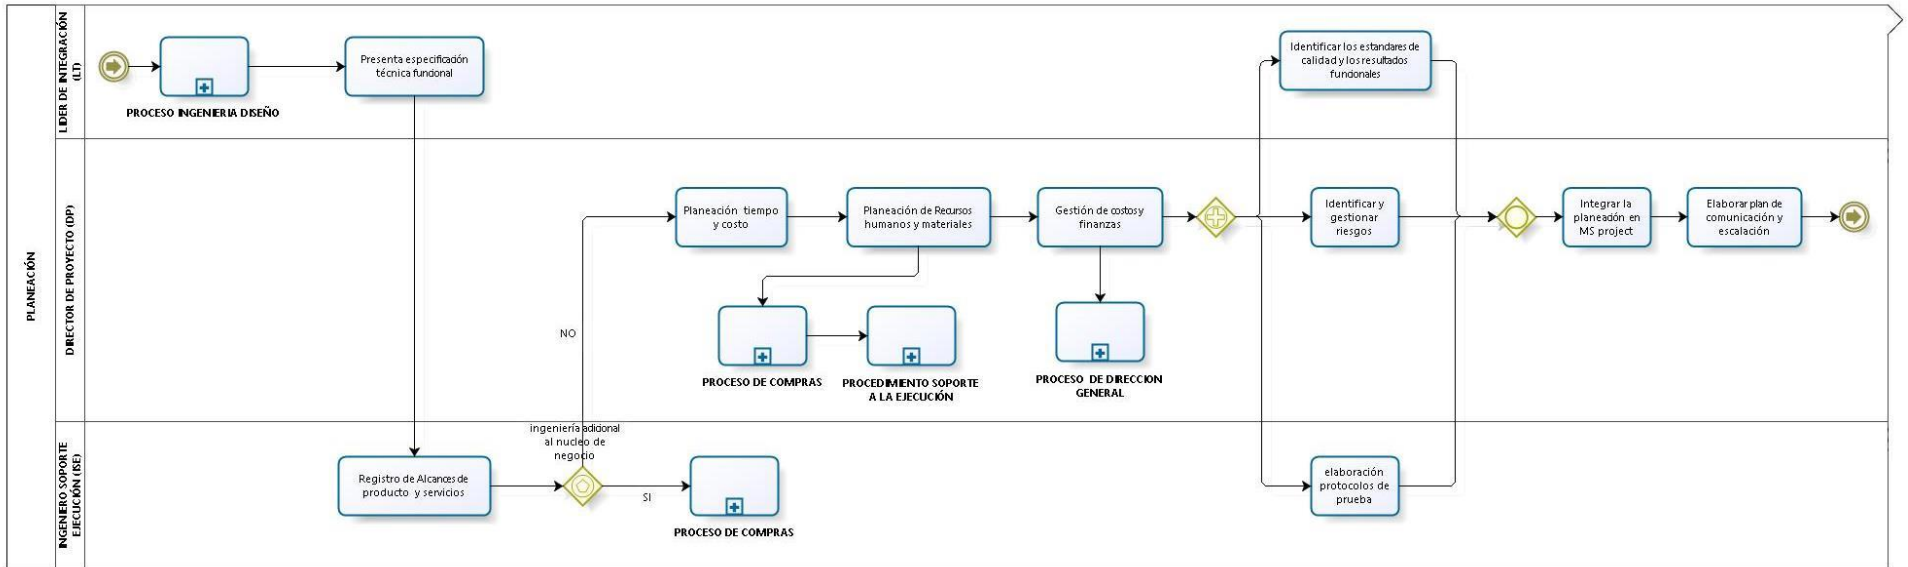 PLANEACIÓN
LIDER DE INTEGRACIÓN
(LT)
PROCESO INGENIERIA DISEÑO
Presenta especificación
técnica funcional
Identificar los estandares de
calidad y los resultados
funcionales
DIRECTOR DE PROYECTO (DP)
Planeación tiempo
y costo
Planeación de Recursos
humanos y materiales
Gestión de costos y
finanzas
Identificar y
gestionar
riesgos
Integrar la
planeación en
MS project
Elaborar plan de
comunicación y
escalación
NO
PROCESO DE COMPRAS
PROCEDIMIENTO SOPORTE
A LA EJECUCIÓN
PROCESO DE DIRECCION
GENERAL
INGENIERO SOPORTE
EJECUCIÓN (ISE)
Registro de Alcances de
producto y servicios
ingeniería adicional
al nucleo de
negocio
SI
PROCESO DE COMPRAS
elaboración
protocolos de
prueba